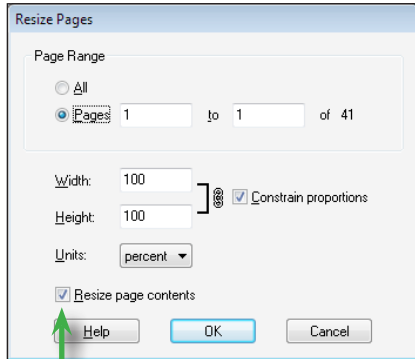 Resize Pages
Page Range
All
Pages 1 to 1 of 41
Width: 100
Constrain proportions
Height: 100
Units: percent
Resize page contents
Help OK Cancel